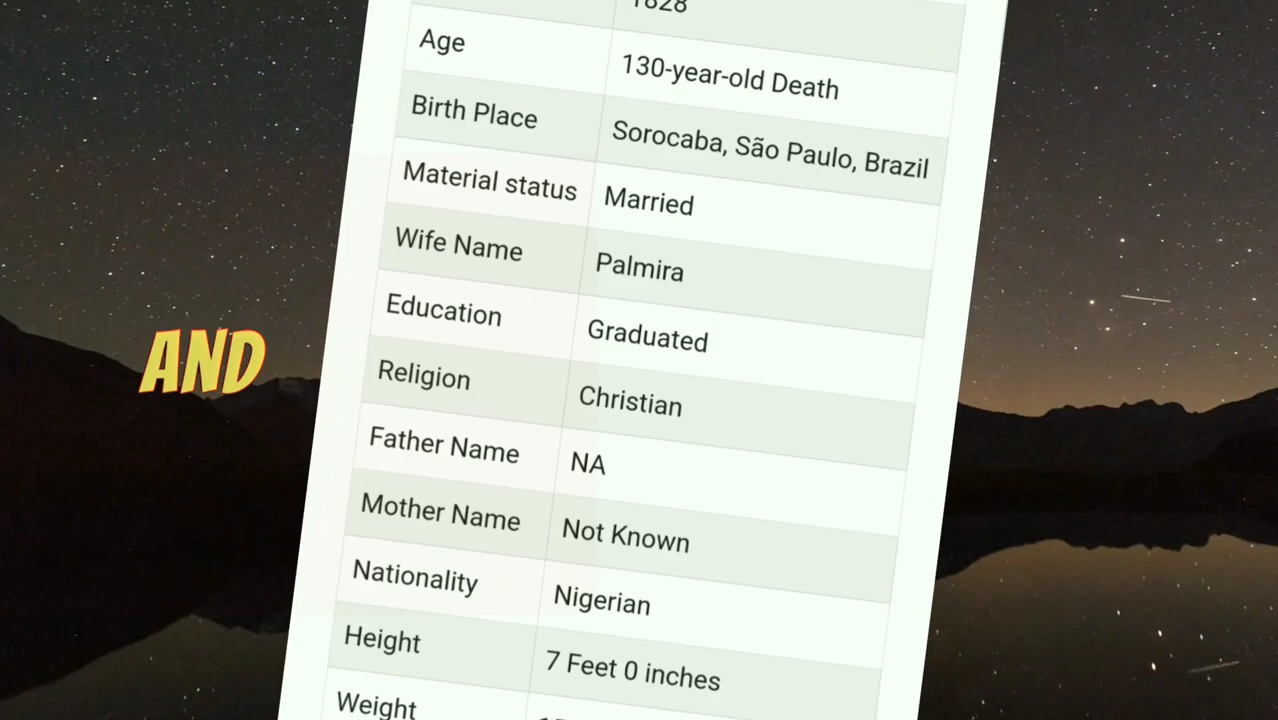 1828
Age 130-year-old Death
Birth Place Sorocaba, São Paulo, Brazil
Material status Married
Wife Name Palmira
Education Graduated
Religion Christian
Father Name NA
Mother Name Not Known
Nationality Nigerian
Height 7 Feet 0 inches
Weight
AND